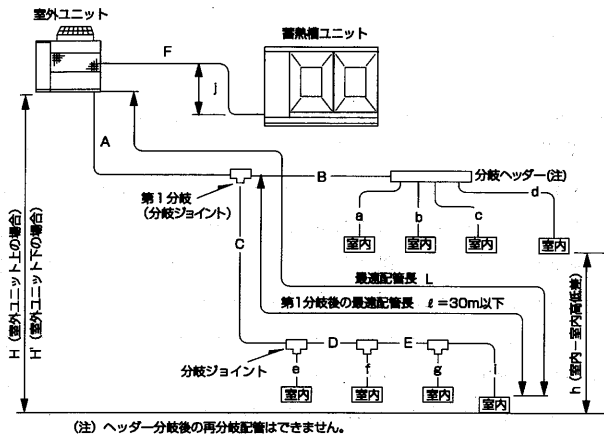 室外ユニット
蓄熱槽ユニット
F
j
A
B
分岐ヘッダー(注)
第1分岐
(分岐ジョイント)
a
b
c
d
室内
室内
室内
室内
C
H (室外ユニット上の場合)
H' (室外ユニット下の場合)
最遠配管長 L
第1分岐後の最遠配管長 ℓ =30m以下
h (室内ー室内高低差)
D
E
分岐ジョイント
e
f
g
i
室内
室内
室内
室内
(注) ヘッダー分岐後の再分岐配管はできません。